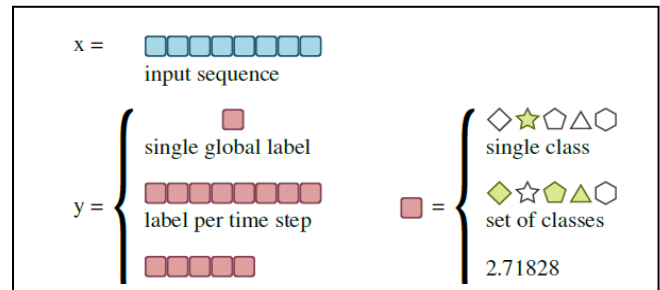 x =
input sequence
y =
single global label
label per time step
=
single class
set of classes
2.71828